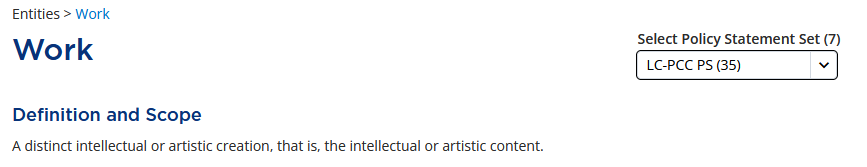 Entities > Work
Work
Select Policy Statement Set (7)
LC-PCC PS (35)
Definition and Scope
A distinct intellectual or artistic creation, that is, the intellectual or artistic content.